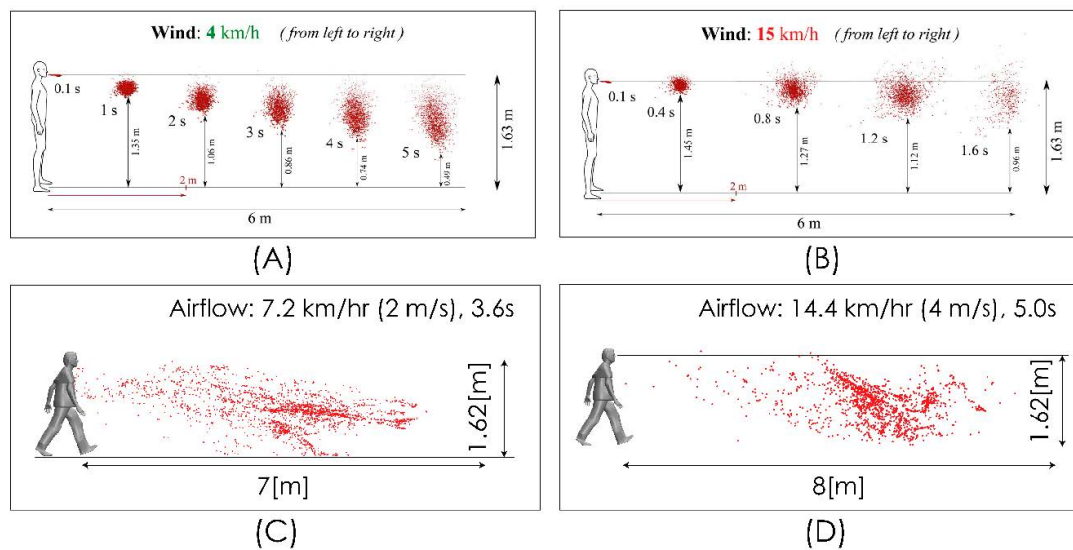 Wind: 4 km/h (from left to right)
0.1 s
1 s
2 s
3 s
4 s
5 s
1.35 m
1.06 m
0.86 m
0.74 m
0.49 m
1.63 m
2 m
6 m
(A)
Wind: 15 km/h (from left to right)
0.1 s
0.4 s
0.8 s
1.2 s
1.6 s
1.45 m
1.27 m
1.12 m
0.96 m
1.63 m
2 m
6 m
(B)
Airflow: 7.2 km/hr (2 m/s), 3.6s
1.62[m]
7[m]
(C)
Airflow: 14.4 km/hr (4 m/s), 5.0s
1.62[m]
8[m]
(D)